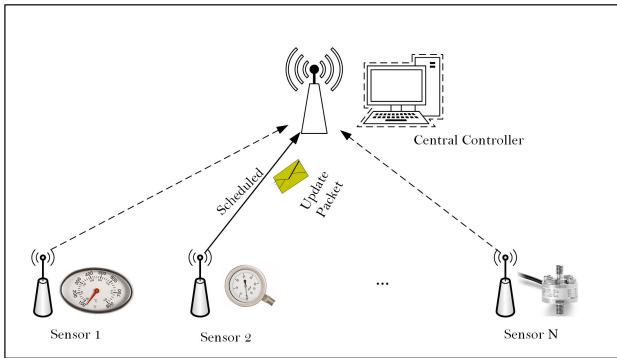 Central Controller
Scheduled
Update
Packet
...
Sensor 1
Sensor 2
Sensor N